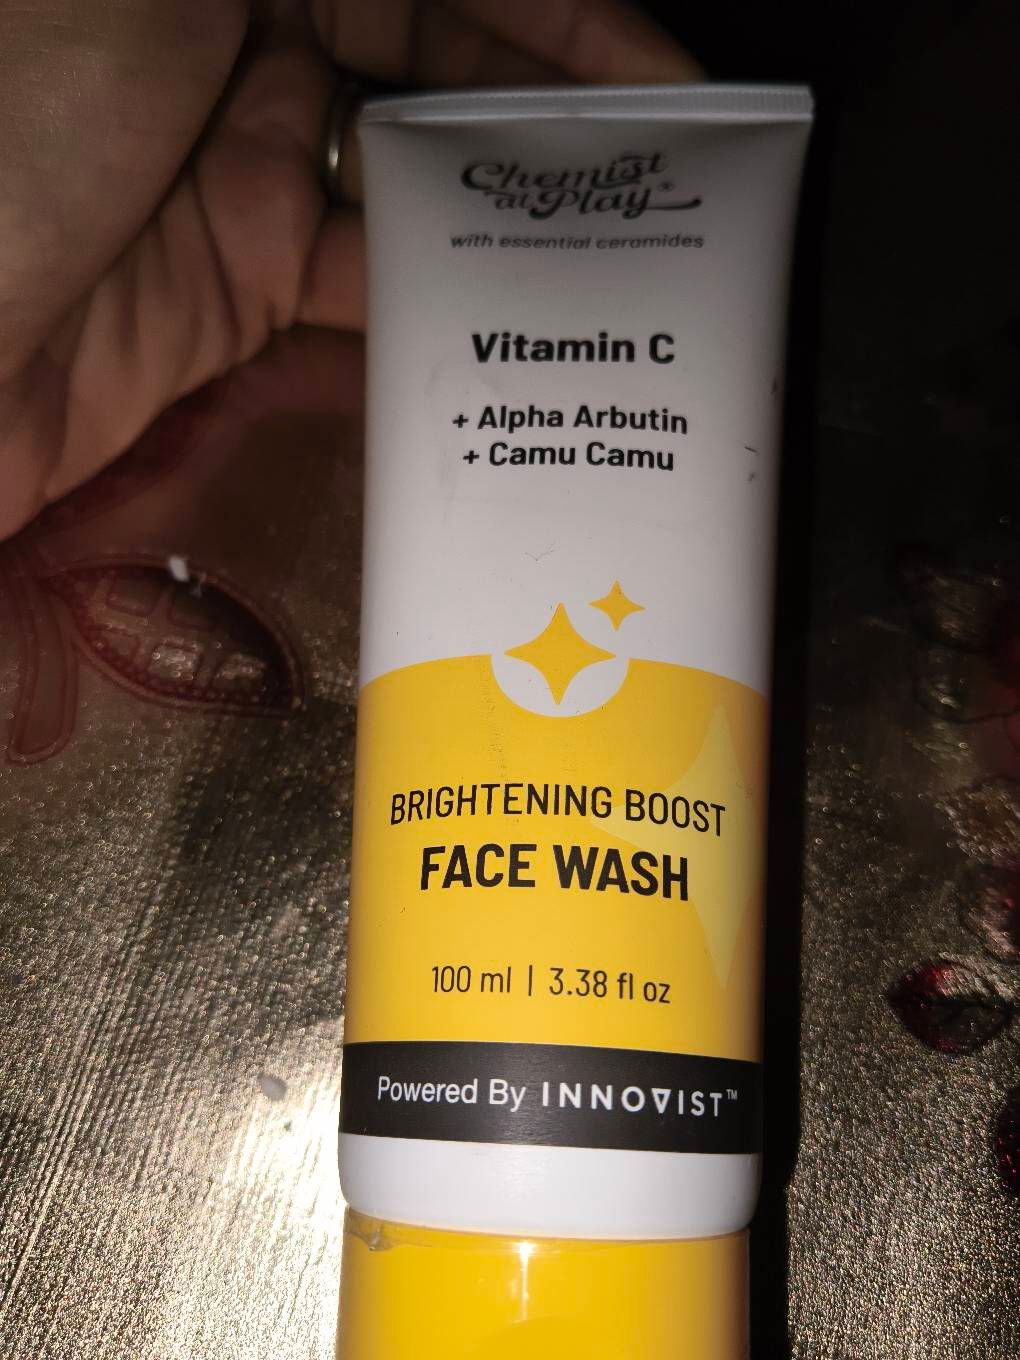 Chemist
at Play®
with essential ceramides
Vitamin C
+ Alpha Arbutin
+ Camu Camu
BRIGHTENING BOOST
FACE WASH
100 ml | 3.38 fl oz
Powered By INNOVIST™